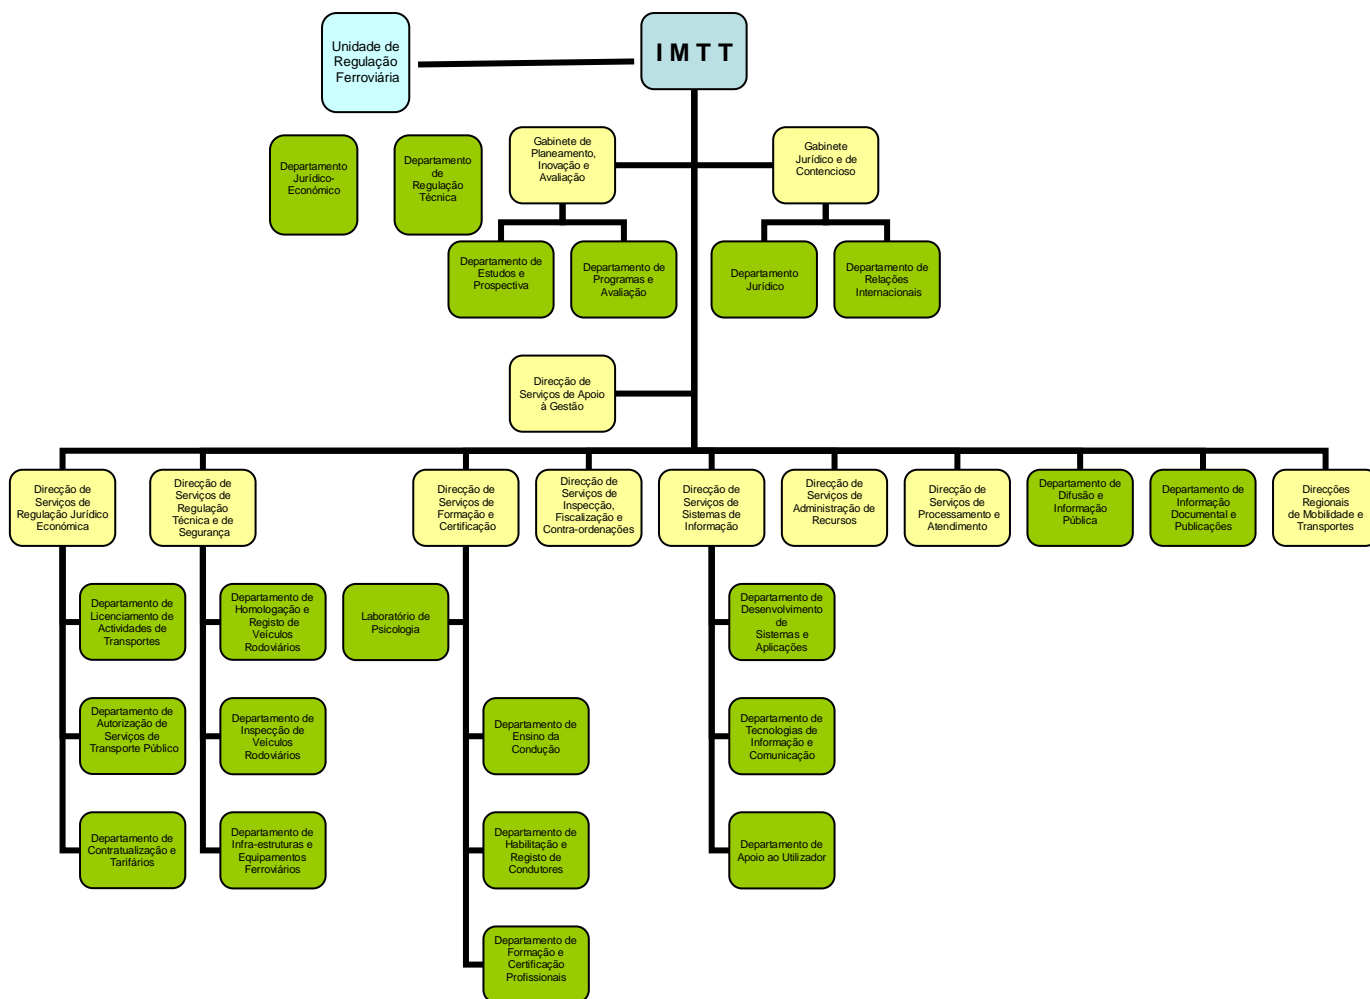 Unidade de
Regulação
Ferroviária
I M T T
Departamento
Jurídico-
Económico
Departamento
de
Regulação
Técnica
Gabinete de
Planeamento,
Inovação e
Avaliação
Gabinete
Jurídico e de
Contencioso
Departamento de
Estudos e
Prospectiva
Departamento de
Programas e
Avaliação
Departamento
Jurídico
Departamento de
Relações
Internacionais
Direcção de
Serviços de Apoio
à Gestão
Direcção de
Serviços de
Regulação Jurídico
Económica
Direcção de
Serviços de
Regulação
Técnica e de
Segurança
Direcção de
Serviços de
Formação e
Certificação
Direcção de
Serviços de
Inspecção,
Fiscalização e
Contra-ordenações
Direcção de
Serviços de
Sistemas de
Informação
Direcção de
Serviços de
Administração de
Recursos
Direcção de
Serviços de
Processamento e
Atendimento
Departamento de
Difusão e
Informação
Pública
Departamento de
Informação
Documental e
Publicações
Direcções
Regionais
de Mobilidade e
Transportes
Departamento de
Licenciamento de
Actividades de
Transportes
Departamento de
Homologação e
Registo de
Veículos
Rodoviários
Laboratório de
Psicologia
Departamento de
Desenvolvimento
de
Sistemas e
Aplicações
Departamento de
Autorização de
Serviços de
Transporte Público
Departamento de
Inspecção de
Veículos
Rodoviários
Departamento de
Ensino da
Condução
Departamento de
Tecnologias de
Informação e
Comunicação
Departamento de
Contratualização e
Tarifários
Departamento de
Infra-estruturas e
Equipamentos
Ferroviários
Departamento de
Habilitação e
Registo de
Condutores
Departamento de
Apoio ao Utilizador
Departamento de
Formação e
Certificação
Profissionais